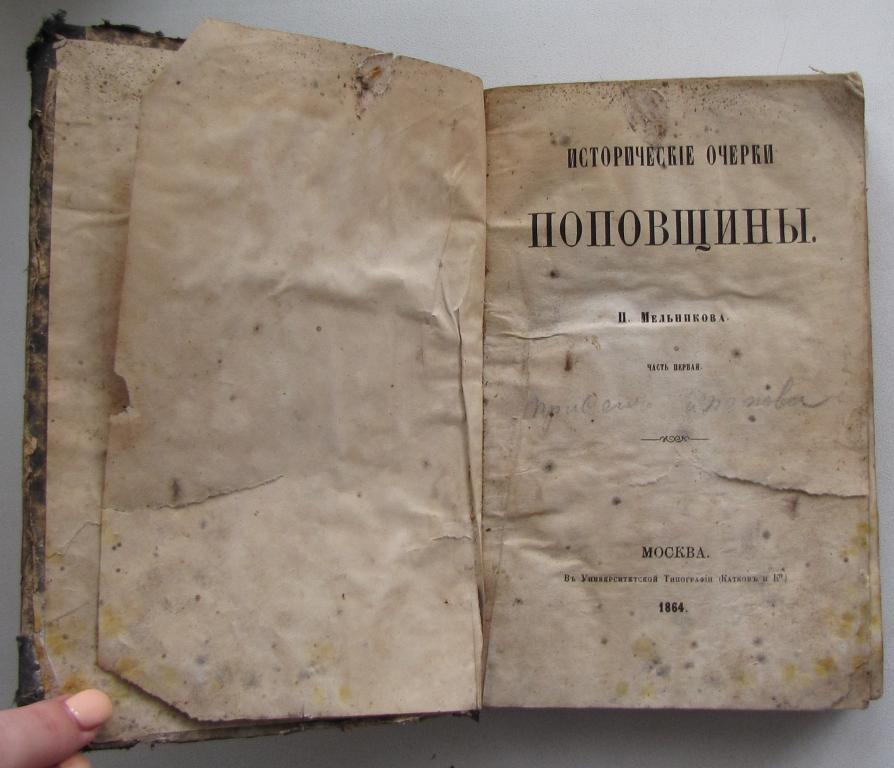 ИСТОРИЧЕСКІЕ ОЧЕРКИ
ПОПОВЩИНЫ.
П. Мельникова.
ЧАСТЬ ПЕРВАЯ.
МОСКВА.
Въ Университетской Типографіи (Катковъ и Ко)
1864.